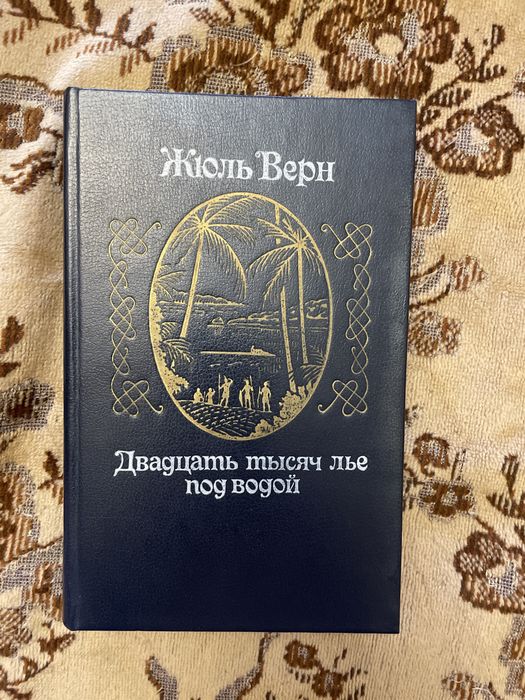 Жюль Верн
Двадцать тысяч лье
под водой